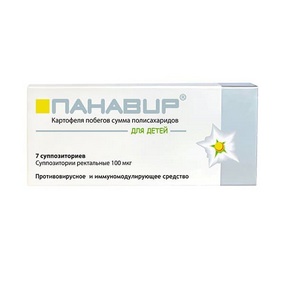 ПАНАВИР®
Картофеля побегов сумма полисахаридов
ДЛЯ ДЕТЕЙ
7 суппозиториев
Суппозитории ректальные 100 мкг
Противовирусное и иммуномодулирующее средство